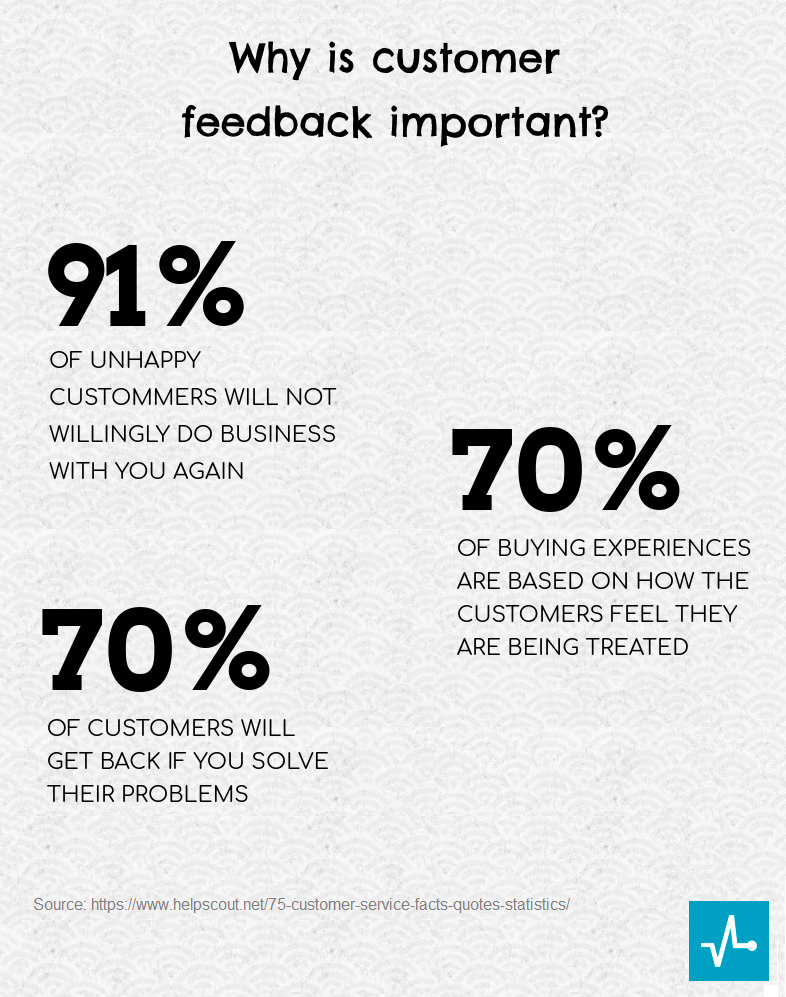 Why is customer
feedback important?
91%
OF UNHAPPY
CUSTOMMERS WILL NOT
WILLINGLY DO BUSINESS
WITH YOU AGAIN
70%
OF BUYING EXPERIENCES
ARE BASED ON HOW THE
CUSTOMERS FEEL THEY
ARE BEING TREATED
70%
OF CUSTOMERS WILL
GET BACK IF YOU SOLVE
THEIR PROBLEMS
Source: https://www.helpscout.net/75-customer-service-facts-quotes-statistics/